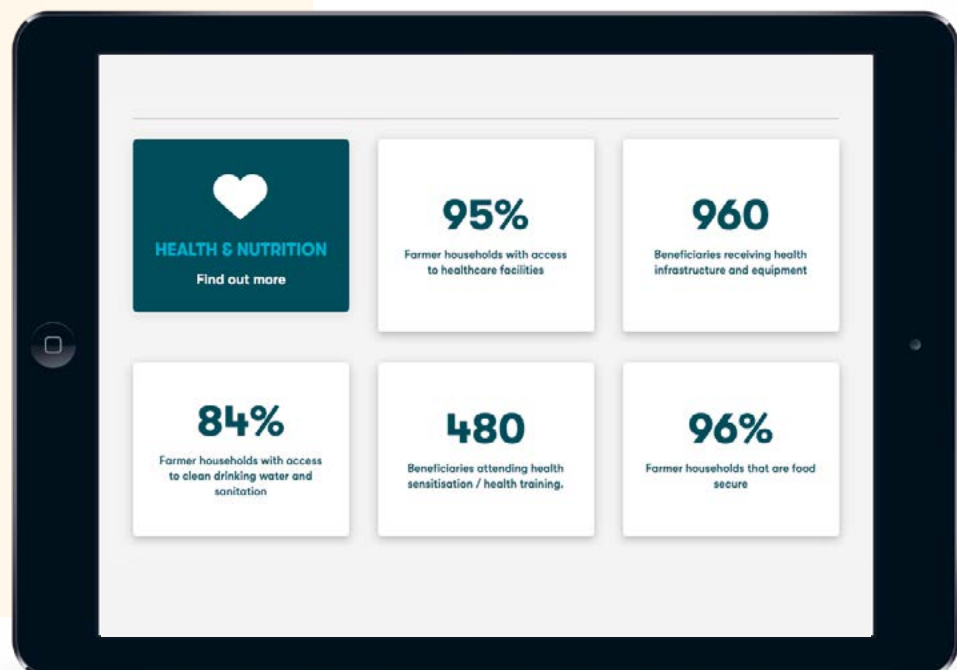 HEALTH & NUTRITION
Find out more
95%
Farmer households with access
to healthcare facilities
960
Beneficiaries receiving health
infrastructure and equipment
84%
Farmer households with access
to clean drinking water and
sanitation
480
Beneficiaries attending health
sensitisation / health training.
96%
Farmer households that are food
secure